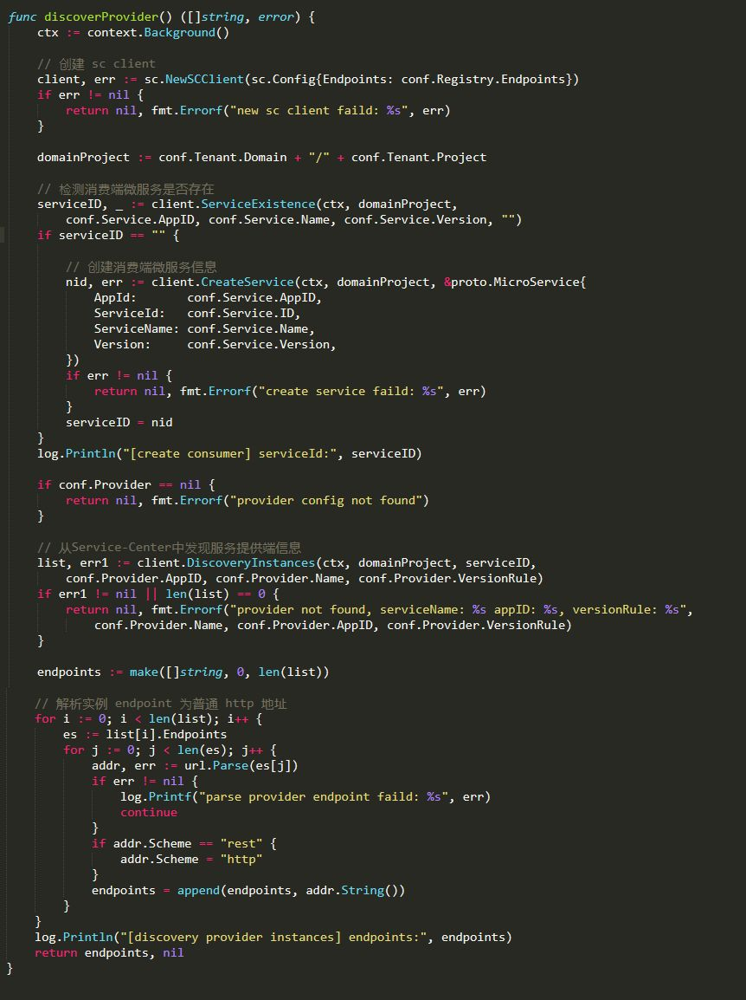 func discoverProvider() ([]string, error) {
    ctx := context.Background()

    // 创建 sc client
    client, err := sc.NewSCClient(sc.Config{Endpoints: conf.Registry.Endpoints})
    if err != nil {
        return nil, fmt.Errorf("new sc client faild: %s", err)
    }

    domainProject := conf.Tenant.Domain + "/" + conf.Tenant.Project

    // 检测消费端微服务是否存在
    serviceID, _ := client.ServiceExistence(ctx, domainProject,
        conf.Service.AppID, conf.Service.Name, conf.Service.Version, "")
    if serviceID == "" {

        // 创建消费端微服务信息
        nid, err := client.CreateService(ctx, domainProject, &proto.MicroService{
            AppId:       conf.Service.AppID,
            ServiceId:   conf.Service.ID,
            ServiceName: conf.Service.Name,
            Version:     conf.Service.Version,
        })
        if err != nil {
            return nil, fmt.Errorf("create service faild: %s", err)
        }
        serviceID = nid
    }
    log.Println("[create consumer] serviceId:", serviceID)

    if conf.Provider == nil {
        return nil, fmt.Errorf("provider config not found")
    }

    // 从Service-Center中发现服务提供端信息
    list, err1 := client.DiscoveryInstances(ctx, domainProject, serviceID,
        conf.Provider.AppID, conf.Provider.Name, conf.Provider.VersionRule)
    if err1 != nil || len(list) == 0 {
        return nil, fmt.Errorf("provider not found, serviceName: %s appID: %s, versionRule: %s",
            conf.Provider.Name, conf.Provider.AppID, conf.Provider.VersionRule)
    }

    endpoints := make([]string, 0, len(list))

    // 解析实例 endpoint 为普通 http 地址
    for i := 0; i < len(list); i++ {
        es := list[i].Endpoints
        for j := 0; j < len(es); j++ {
            addr, err := url.Parse(es[j])
            if err != nil {
                log.Printf("parse provider endpoint faild: %s", err)
                continue
            }
            if addr.Scheme == "rest" {
                addr.Scheme = "http"
            }
            endpoints = append(endpoints, addr.String())
        }
    }
    log.Println("[discovery provider instances] endpoints:", endpoints)
    return endpoints, nil
}